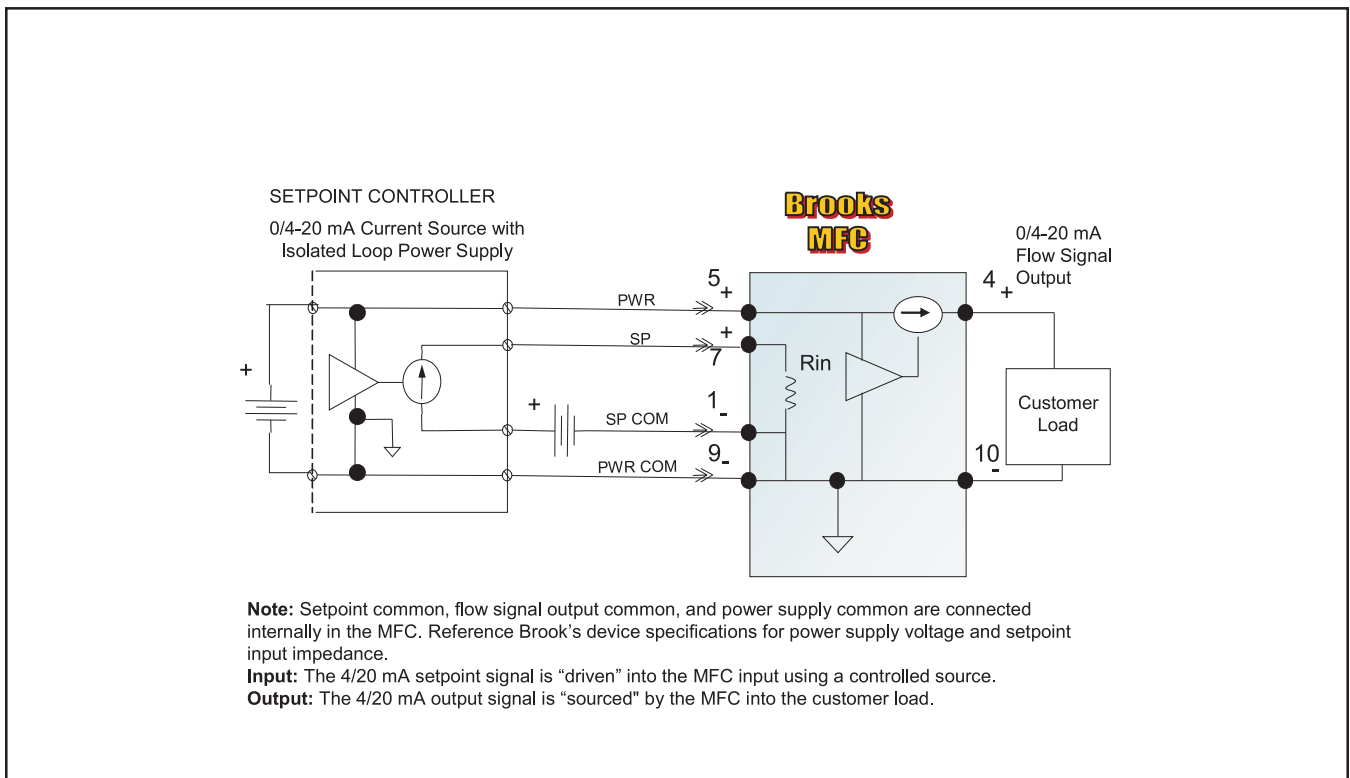 SETPOINT CONTROLLER
0/4-20 mA Current Source with
Isolated Loop Power Supply
Brooks
MFC
0/4-20 mA
Flow Signal
Output
5
+
PWR
4
+
+
SP
+
7
Rin
+
1
-
SP COM
Customer
Load
9
-
PWR COM
10
-
Note: Setpoint common, flow signal output common, and power supply common are connected
internally in the MFC. Reference Brook's device specifications for power supply voltage and setpoint
input impedance.
Input: The 4/20 mA setpoint signal is “driven” into the MFC input using a controlled source.
Output: The 4/20 mA output signal is “sourced" by the MFC into the customer load.